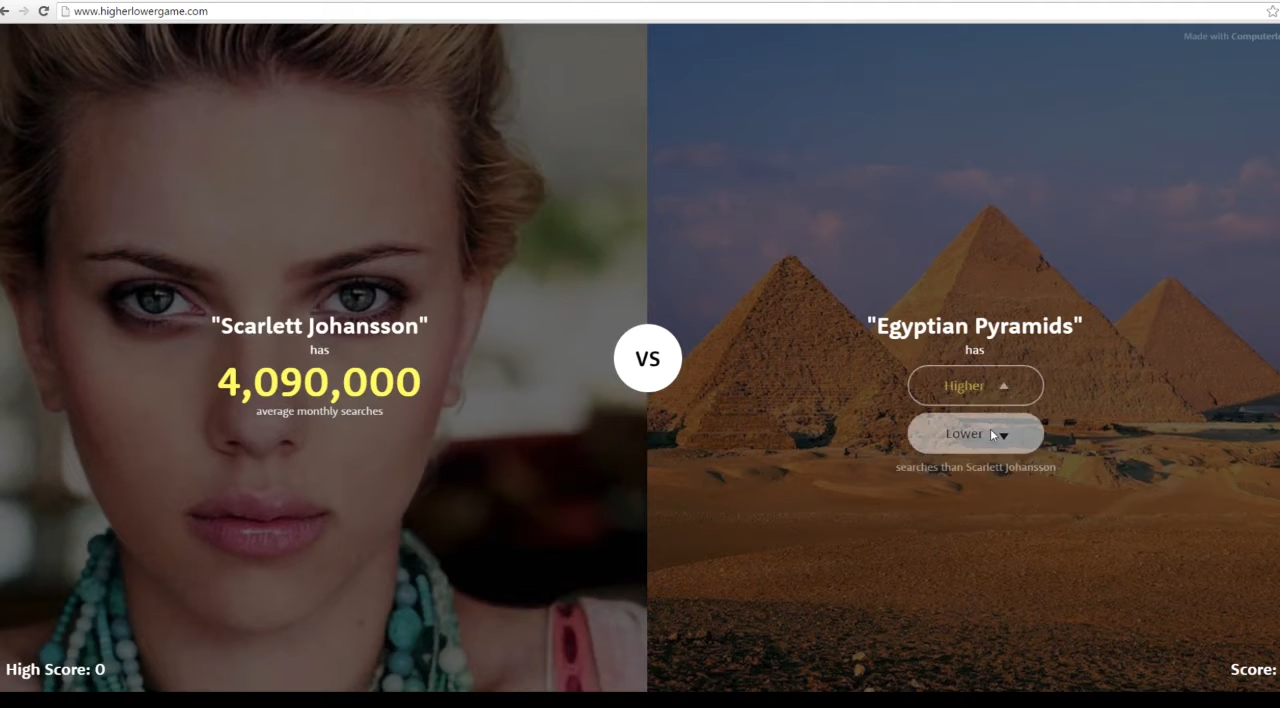 www.higherlowergame.com
Made with
"Scarlett Johansson"
has
4,090,000
average monthly searches
VS
"Egyptian Pyramids"
has
Higher
Lower
searches than Scarlett Johansson
High Score: 0
Score: